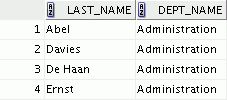 LAST_NAME DEPT_NAME
1 Abel Administration
2 Davies Administration
3 De Haan Administration
4 Ernst Administration